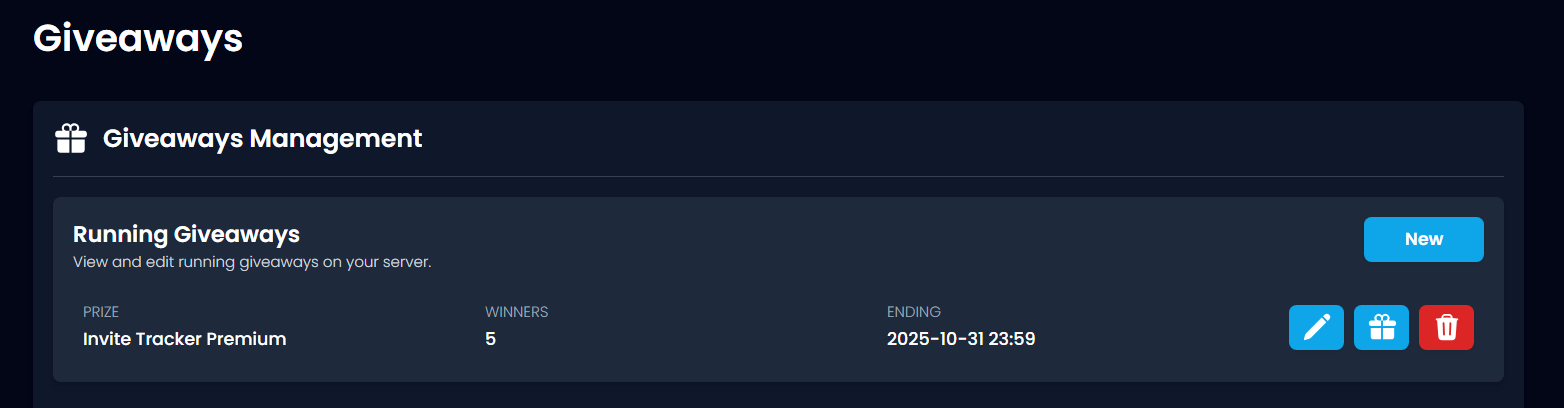 Giveaways
Giveaways Management
Running Giveaways
New
View and edit running giveaways on your server.
PRIZE WINNERS ENDING
Invite Tracker Premium 5 2025-10-31 23:59